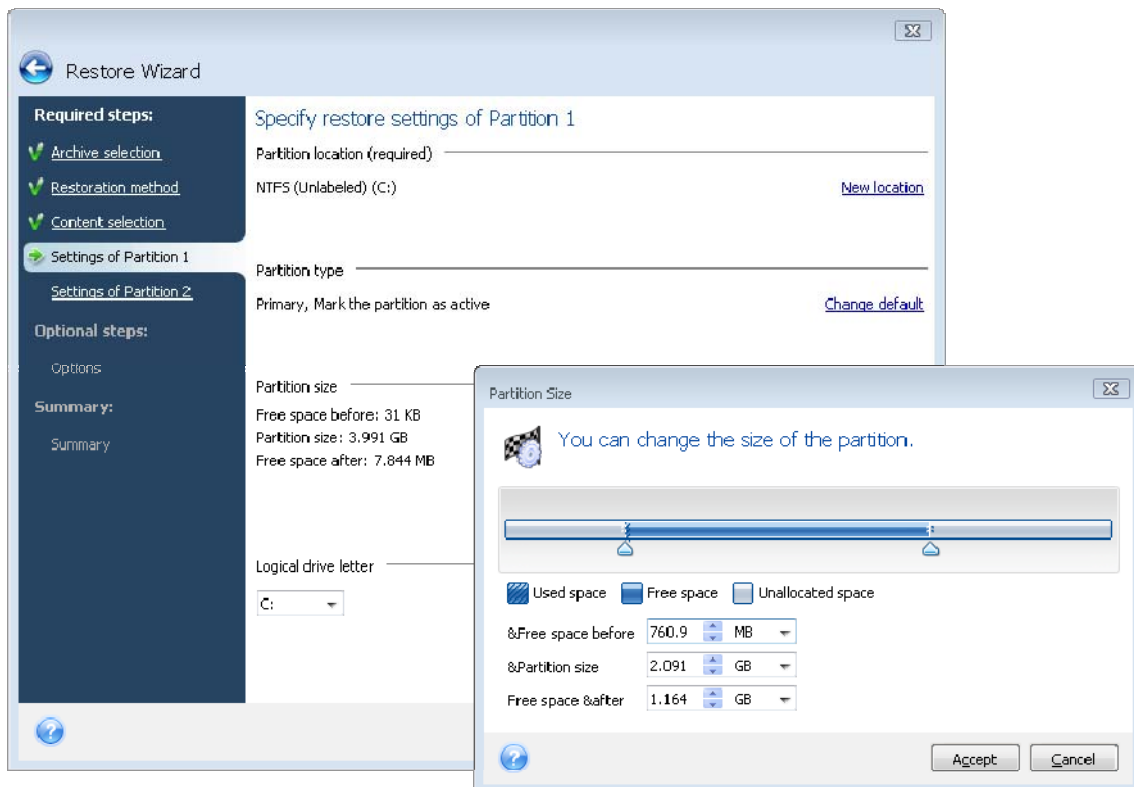 Restore Wizard
Required steps:
Archive selection
Restoration method
Content selection
Settings of Partition 1
Settings of Partition 2
Optional steps:
Options
Summary:
Summary
Specify restore settings of Partition 1
Partition location (required)
NTFS (Unlabeled) (C:) New location
Partition type
Primary, Mark the partition as active Change default
Partition size
Free space before: 31 KB
Partition size: 3.991 GB
Free space after: 7.844 MB
Logical drive letter
C:
Partition Size
You can change the size of the partition.
Used space Free space Unallocated space
&Free space before 760.9 MB
&Partition size 2.091 GB
Free space &after 1.164 GB
Accept Cancel